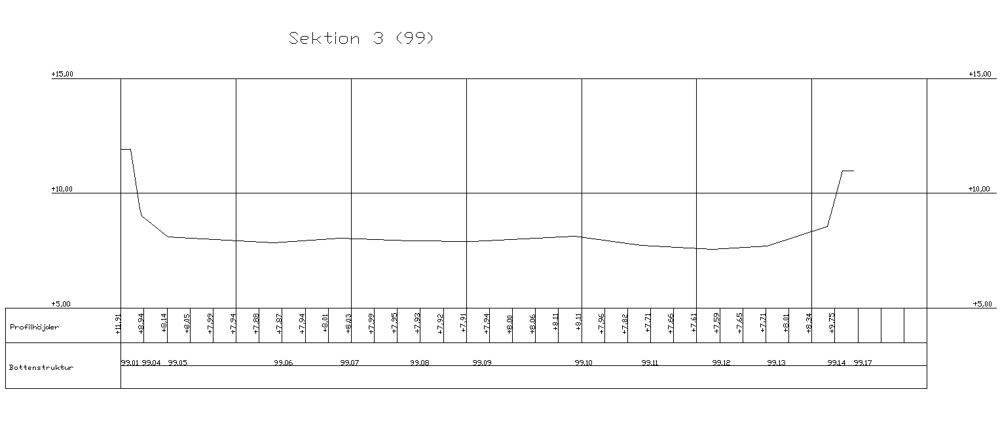 Sektion 3 (99)
+15,00 +15,00
+10,00 +10,00
+5,00 +5,00
Profilhöjder +11,91 +8,94 +8,14 +8,05 +7,99 +7,94 +7,88 +7,87 +7,94 +8,01 +8,03 +7,99 +7,95 +7,93 +7,92 +7,91 +7,94 +8,00 +8,06 +8,11 +8,11 +7,96 +7,82 +7,71 +7,66 +7,61 +7,59 +7,65 +7,71 +8,01 +8,34 +9,75
Bottenstruktur 99.01 99.04 99.05 99.06 99.07 99.08 99.09 99.10 99.11 99.12 99.13 99.14 99.17